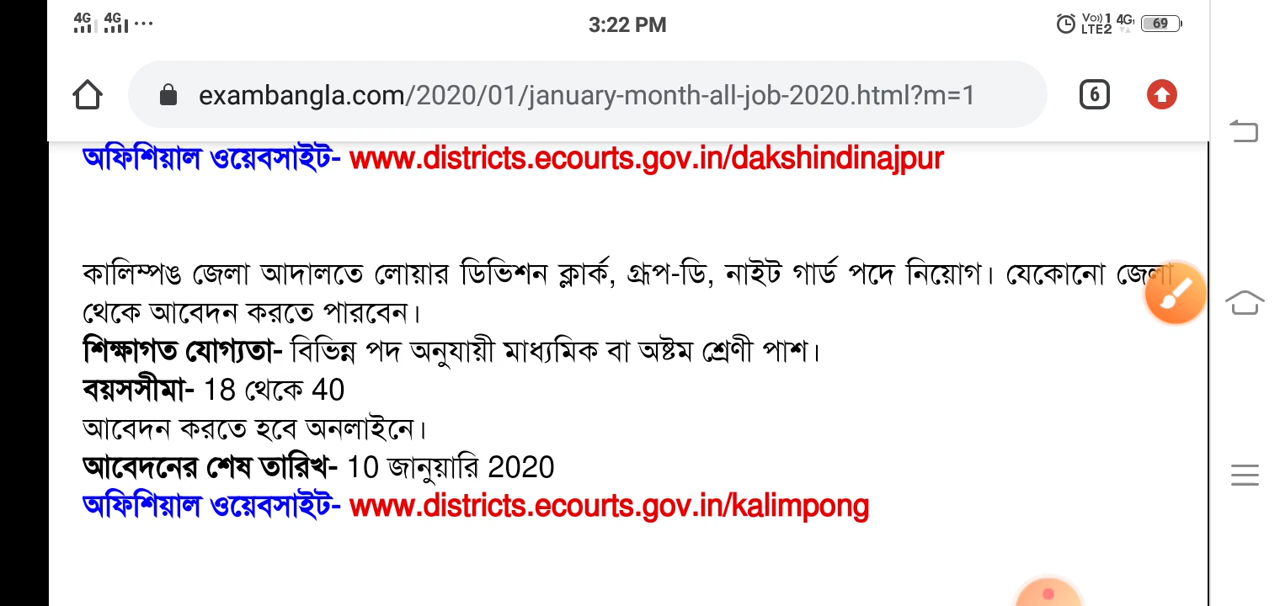 4G 4G ... 3:22 PM Vo)) 1 4G LTE2 69
exambangla.com/2020/01/january-month-all-job-2020.html?m=1 6
অফিশিয়াল ওয়েবসাইট- www.districts.ecourts.gov.in/dakshindinajpur
কালিম্পঙ জেলা আদালতে লোয়ার ডিভিশন ক্লার্ক, গ্রূপ-ডি, নাইট গার্ড পদে নিয়োগ। যেকোনো জেলা
থেকে আবেদন করতে পারবেন।
শিক্ষাগত যোগ্যতা- বিভিন্ন পদ অনুযায়ী মাধ্যমিক বা অষ্টম শ্রেণী পাশ।
বয়সসীমা- 18 থেকে 40
আবেদন করতে হবে অনলাইনে।
আবেদনের শেষ তারিখ- 10 জানুয়ারি 2020
অফিশিয়াল ওয়েবসাইট- www.districts.ecourts.gov.in/kalimpong